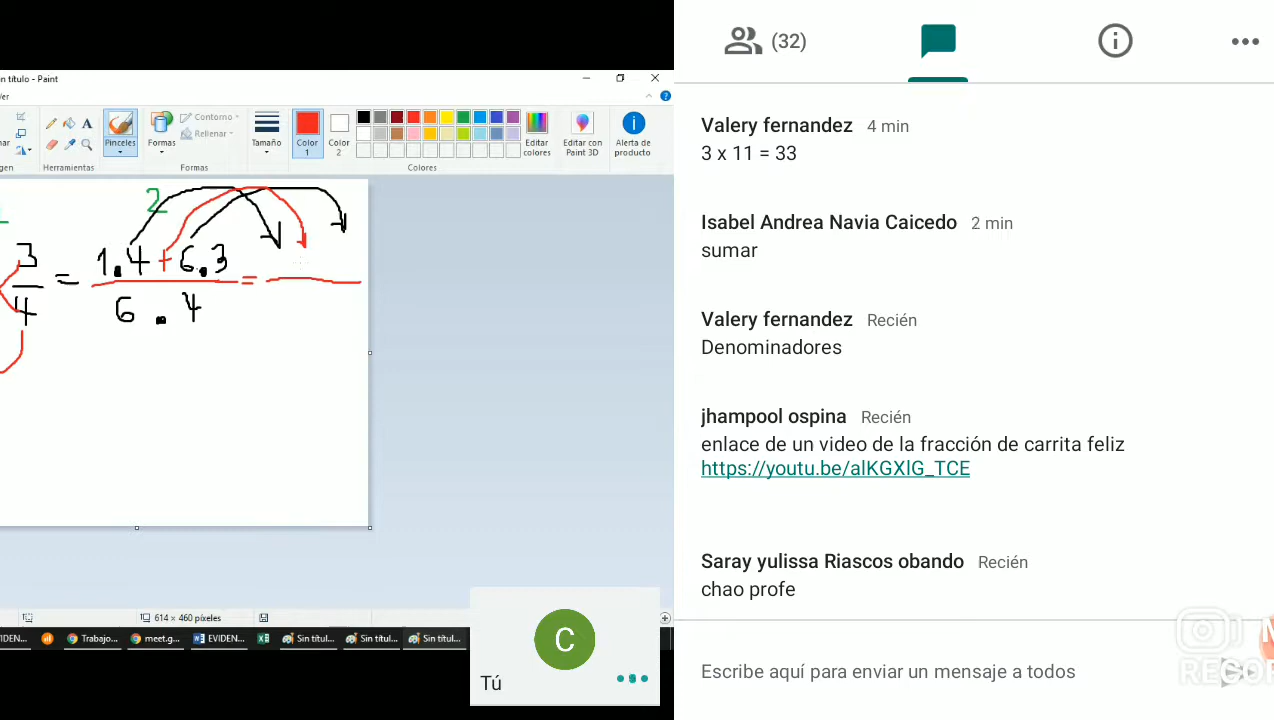 in título - Paint
er
Contorno
Rellenar
Pinceles
Formas
Tamaño
Color 1
Color 2
Editar colores
Editar con Paint 3D
Alerta de producto
Herramientas
Formas
Colores
2
3
4
=
1.4 + 6.3
6 . 4
=
614 × 460 píxeles
IDEN...
Trabajo...
meet.g...
EVIDEN...
Sin títul...
Sin títul...
Sin títul...
C
Tú
(32)
Valery fernandez 4 min
3 x 11 = 33
Isabel Andrea Navia Caicedo 2 min
sumar
Valery fernandez Recién
Denominadores
jhampool ospina Recién
enlace de un video de la fracción de carrita feliz
https://youtu.be/alKGXlG_TCE
Saray yulissa Riascos obando Recién
chao profe
Escribe aquí para enviar un mensaje a todos